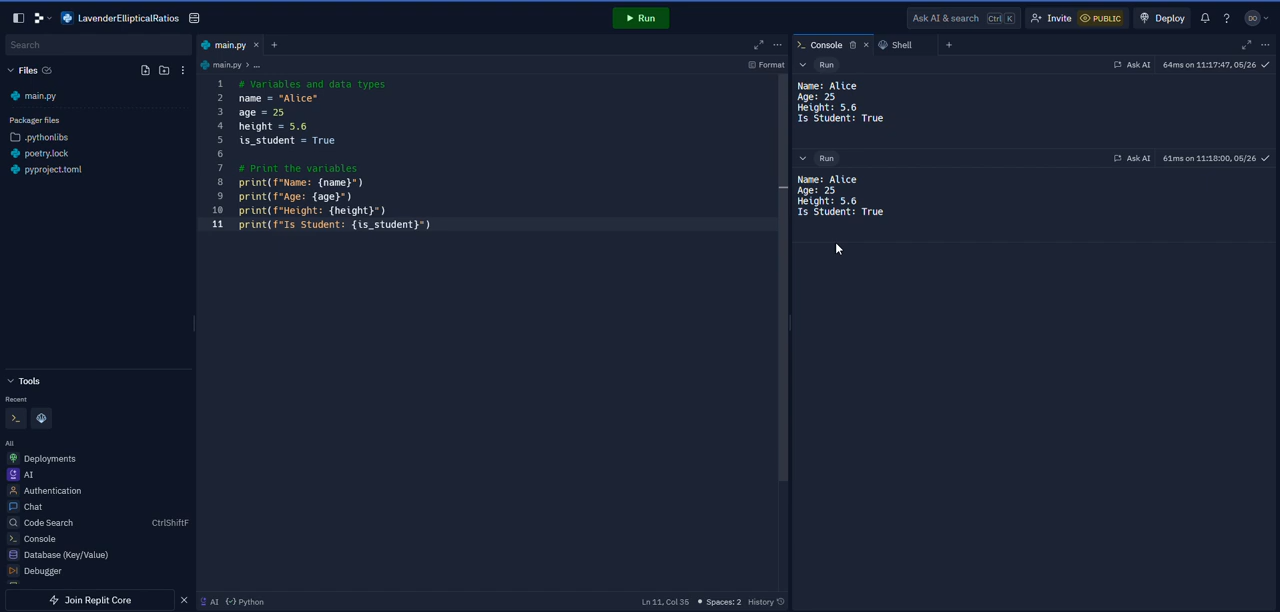 LavenderEllipticalRatios
Run
Ask AI & search Ctrl K
Invite PUBLIC
Deploy
DO
Search
Files
main.py
Packager files
.pythonlibs
poetry.lock
pyproject.toml
Tools
Recent
All
Deployments
AI
Authentication
Chat
Code Search CtrlShiftF
Console
Database (Key/Value)
Debugger
Join Replit Core
main.py
main.py > ...
Format
1 # Variables and data types
2 name = "Alice"
3 age = 25
4 height = 5.6
5 is_student = True
6
7 # Print the variables
8 print(f"Name: {name}")
9 print(f"Age: {age}")
10 print(f"Height: {height}")
11 print(f"Is Student: {is_student}")
AI Python
Ln 11, Col 35 Spaces: 2 History
Console Shell
Run Ask AI 64ms on 11:17:47, 05/26
Name: Alice
Age: 25
Height: 5.6
Is Student: True
Run Ask AI 61ms on 11:18:00, 05/26
Name: Alice
Age: 25
Height: 5.6
Is Student: True